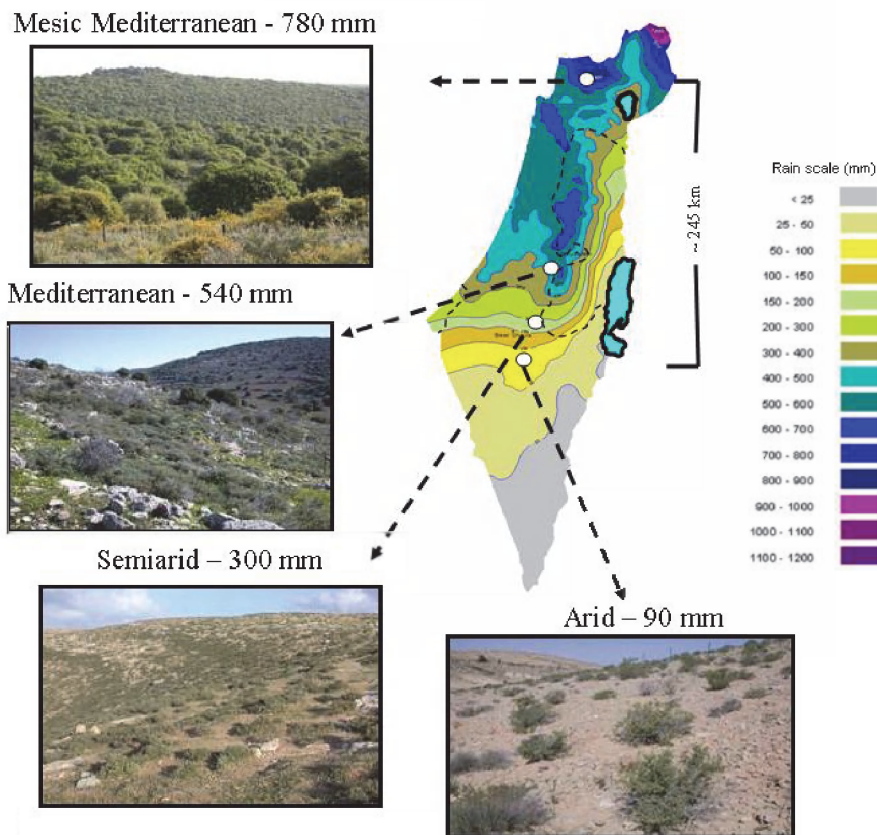 Mesic Mediterranean - 780 mm
Mediterranean - 540 mm
Semiarid – 300 mm
Arid – 90 mm
~ 245 km
Rain scale (mm)
< 25
25 - 50
50 - 100
100 - 150
150 - 200
200 - 300
300 - 400
400 - 500
500 - 600
600 - 700
700 - 800
800 - 900
900 - 1000
1000 - 1100
1100 - 1200